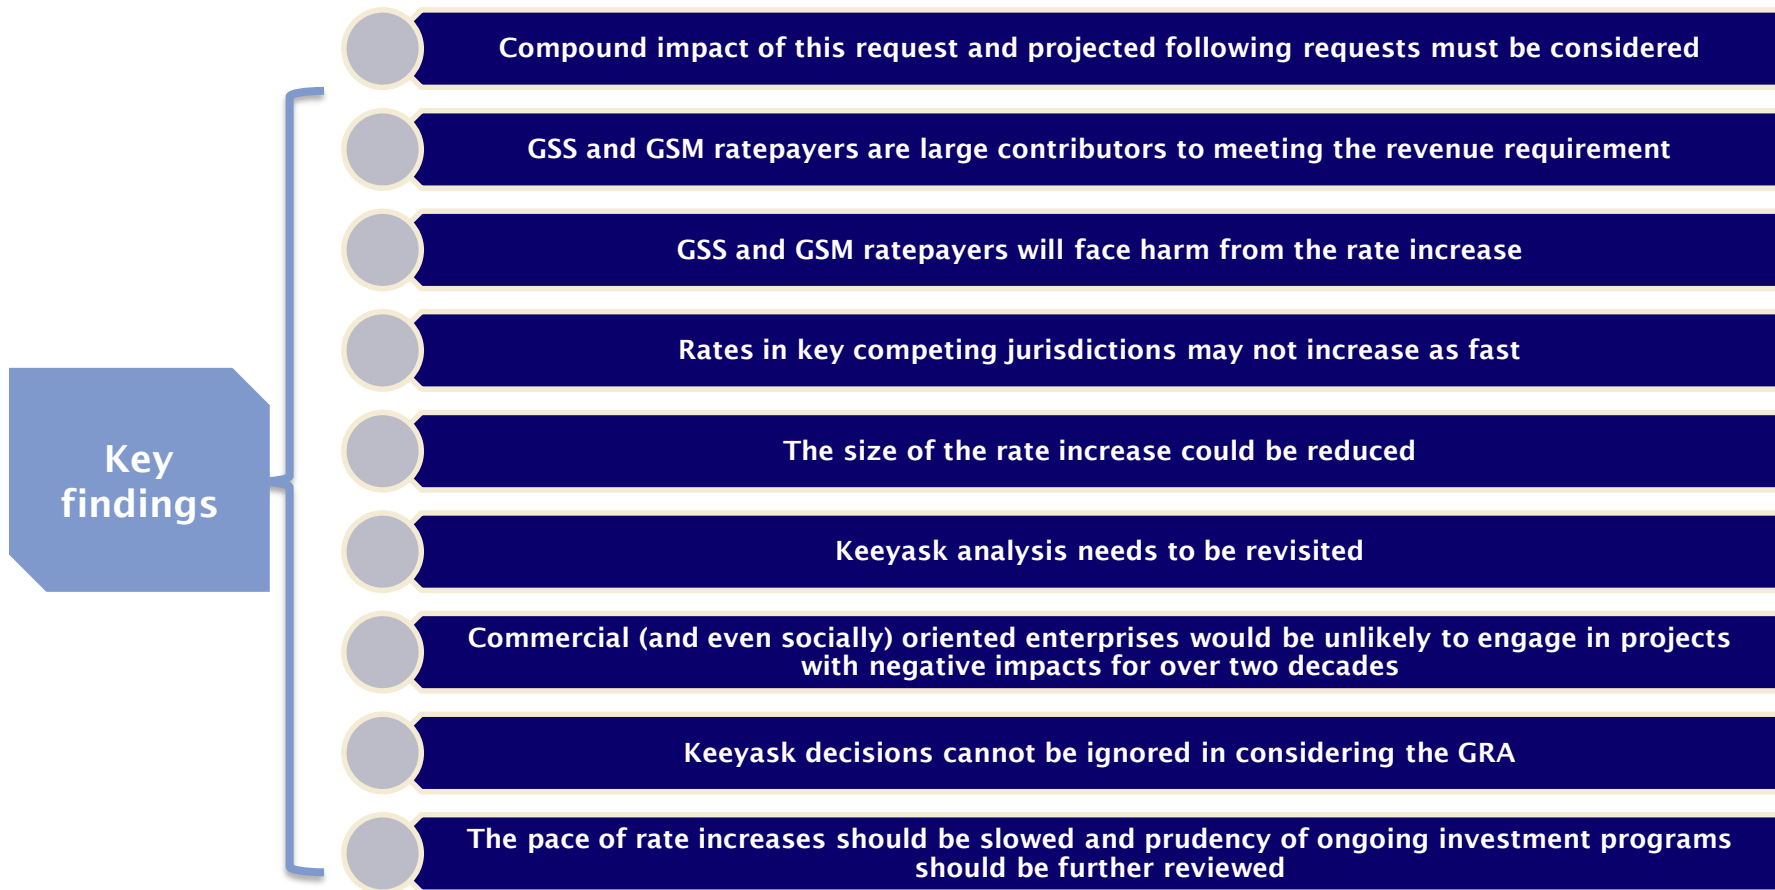 Key
findings
Compound impact of this request and projected following requests must be considered
GSS and GSM ratepayers are large contributors to meeting the revenue requirement
GSS and GSM ratepayers will face harm from the rate increase
Rates in key competing jurisdictions may not increase as fast
The size of the rate increase could be reduced
Keeyask analysis needs to be revisited
Commercial (and even socially) oriented enterprises would be unlikely to engage in projects
with negative impacts for over two decades
Keeyask decisions cannot be ignored in considering the GRA
The pace of rate increases should be slowed and prudency of ongoing investment programs
should be further reviewed